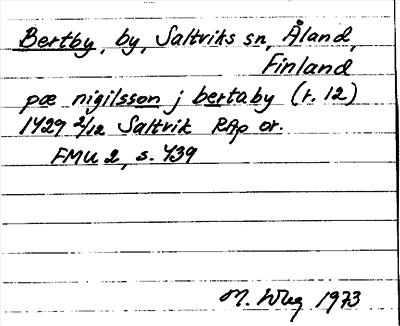 Bertby, by, Saltviks sn, Åland,
Finland
pæ nigilsson j bertaby (r. 12)
1429 2/12 Saltvik RAp or.
FMU 2, s. 439
M. 1973